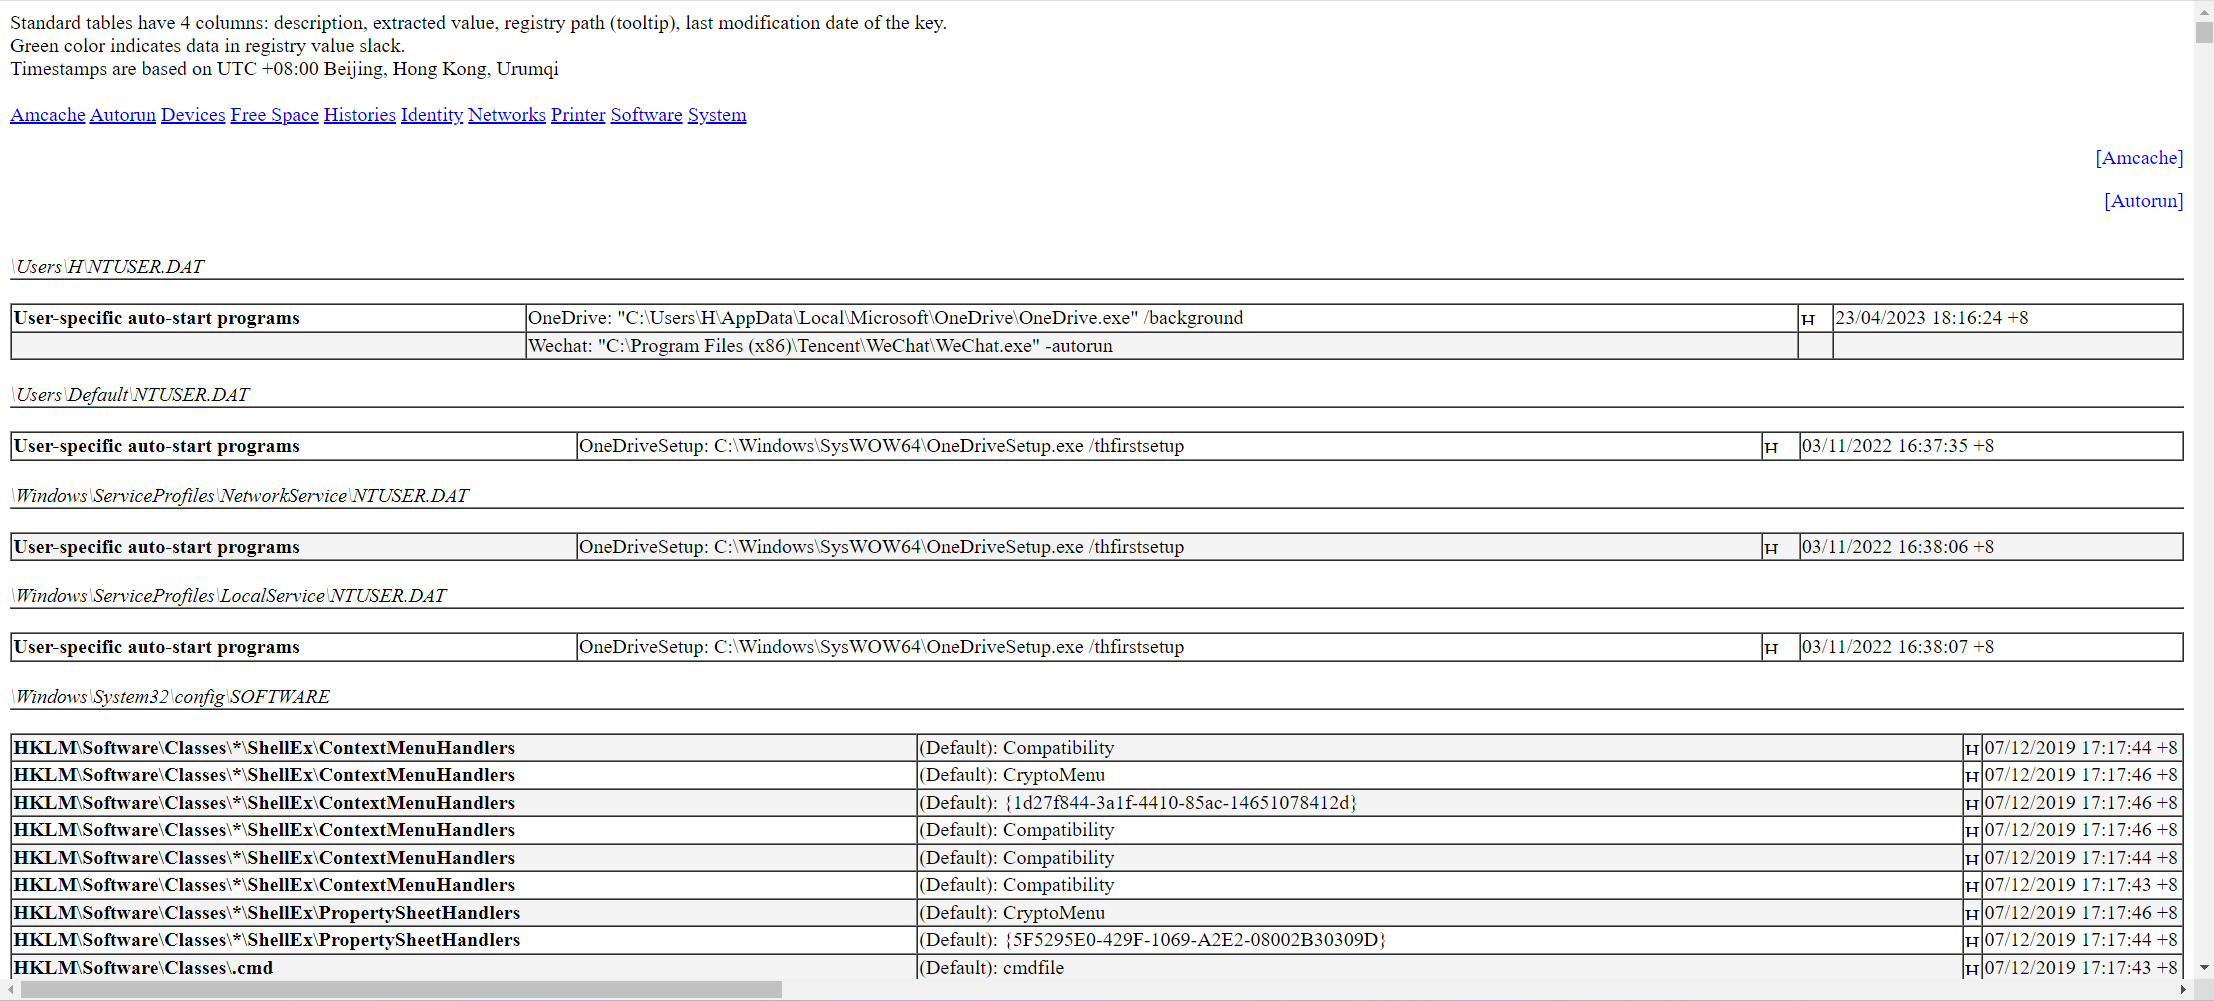 Standard tables have 4 columns: description, extracted value, registry path (tooltip), last modification date of the key.
Green color indicates data in registry value slack.
Timestamps are based on UTC +08:00 Beijing, Hong Kong, Urumqi
Amcache Autorun Devices Free Space Histories Identity Networks Printer Software System
[Amcache]
[Autorun]
\Users\H\NTUSER.DAT
User-specific auto-start programs OneDrive: "C:\Users\H\AppData\Local\Microsoft\OneDrive\OneDrive.exe" /background H 23/04/2023 18:16:24 +8
Wechat: "C:\Program Files (x86)\Tencent\WeChat\WeChat.exe" -autorun
\Users\Default\NTUSER.DAT
User-specific auto-start programs OneDriveSetup: C:\Windows\SysWOW64\OneDriveSetup.exe /thfirstsetup H 03/11/2022 16:37:35 +8
\Windows\ServiceProfiles\NetworkService\NTUSER.DAT
User-specific auto-start programs OneDriveSetup: C:\Windows\SysWOW64\OneDriveSetup.exe /thfirstsetup H 03/11/2022 16:38:06 +8
\Windows\ServiceProfiles\LocalService\NTUSER.DAT
User-specific auto-start programs OneDriveSetup: C:\Windows\SysWOW64\OneDriveSetup.exe /thfirstsetup H 03/11/2022 16:38:07 +8
\Windows\System32\config\SOFTWARE
HKLM\Software\Classes\*\ShellEx\ContextMenuHandlers (Default): Compatibility H 07/12/2019 17:17:44 +8
HKLM\Software\Classes\*\ShellEx\ContextMenuHandlers (Default): CryptoMenu H 07/12/2019 17:17:46 +8
HKLM\Software\Classes\*\ShellEx\ContextMenuHandlers (Default): {1d27f844-3a1f-4410-85ac-14651078412d} H 07/12/2019 17:17:46 +8
HKLM\Software\Classes\*\ShellEx\ContextMenuHandlers (Default): Compatibility H 07/12/2019 17:17:46 +8
HKLM\Software\Classes\*\ShellEx\ContextMenuHandlers (Default): Compatibility H 07/12/2019 17:17:44 +8
HKLM\Software\Classes\*\ShellEx\ContextMenuHandlers (Default): Compatibility H 07/12/2019 17:17:43 +8
HKLM\Software\Classes\*\ShellEx\PropertySheetHandlers (Default): CryptoMenu H 07/12/2019 17:17:46 +8
HKLM\Software\Classes\*\ShellEx\PropertySheetHandlers (Default): {5F5295E0-429F-1069-A2E2-08002B30309D} H 07/12/2019 17:17:44 +8
HKLM\Software\Classes\.cmd (Default): cmdfile H 07/12/2019 17:17:43 +8